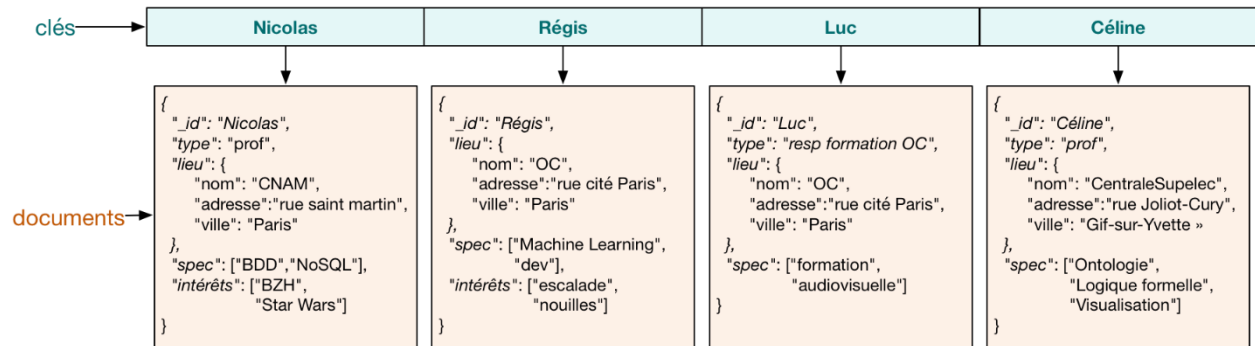 clés
Nicolas
Régis
Luc
Céline
documents
{
"_id": "Nicolas",
"type": "prof",
"lieu": {
"nom": "CNAM",
"adresse":"rue saint martin",
"ville": "Paris"
},
"spec": ["BDD","NoSQL"],
"intérêts": ["BZH",
"Star Wars"]
}
{
"_id": "Régis",
"lieu": {
"nom": "OC",
"adresse":"rue cité Paris",
"ville": "Paris"
},
"spec": ["Machine Learning",
"dev"],
"intérêts": ["escalade",
"nouilles"]
}
{
"_id": "Luc",
"type": "resp formation OC",
"lieu": {
"nom": "OC",
"adresse":"rue cité Paris",
"ville": "Paris"
},
"spec": ["formation",
"audiovisuelle"]
}
{
"_id": "Céline",
"type": "prof",
"lieu": {
"nom": "CentraleSupelec",
"adresse":"rue Joliot-Cury",
"ville": "Gif-sur-Yvette »
},
"spec": ["Ontologie",
"Logique formelle",
"Visualisation"]
}